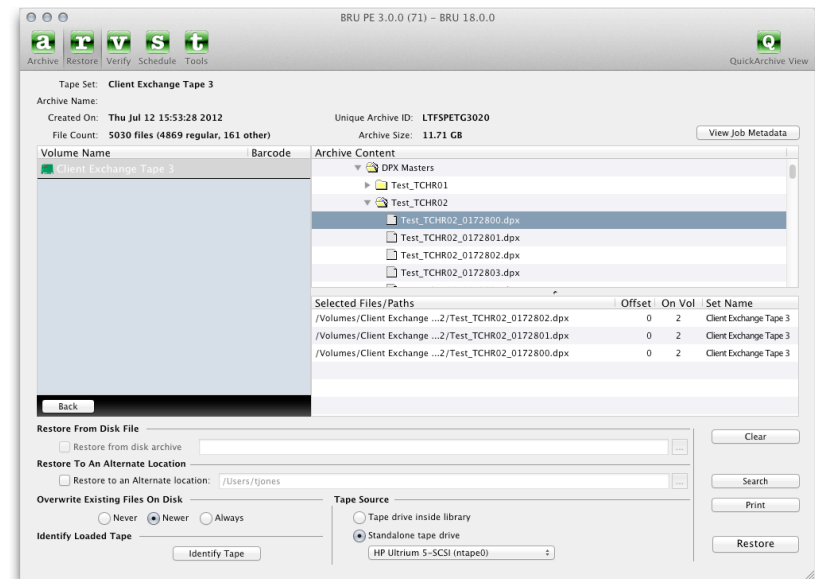 BRU PE 3.0.0 (71) – BRU 18.0.0
a r v s t Q
Archive Restore Verify Schedule Tools QuickArchive View
Tape Set: Client Exchange Tape 3
Archive Name:
Created On: Thu Jul 12 15:53:28 2012 Unique Archive ID: LTFSPETG3020
File Count: 5030 files (4869 regular, 161 other) Archive Size: 11.71 GB View Job Metadata
Volume Name Barcode Archive Content
Client Exchange Tape 3 DPX Masters
Test_TCHR01
Test_TCHR02
Test_TCHR02_0172800.dpx
Test_TCHR02_0172801.dpx
Test_TCHR02_0172802.dpx
Test_TCHR02_0172803.dpx
Selected Files/Paths Offset On Vol Set Name
/Volumes/Client Exchange ...2/Test_TCHR02_0172802.dpx 0 2 Client Exchange Tape 3
/Volumes/Client Exchange ...2/Test_TCHR02_0172801.dpx 0 2 Client Exchange Tape 3
/Volumes/Client Exchange ...2/Test_TCHR02_0172800.dpx 0 2 Client Exchange Tape 3
Back
Restore From Disk File
Clear
Restore from disk archive ...
Restore To An Alternate Location
Restore to an Alternate location: /Users/tjones ... Search
Overwrite Existing Files On Disk Tape Source
Print
Never Newer Always Tape drive inside library
Identify Loaded Tape Standalone tape drive
Restore
Identify Tape HP Ultrium 5-SCSI (ntape0)